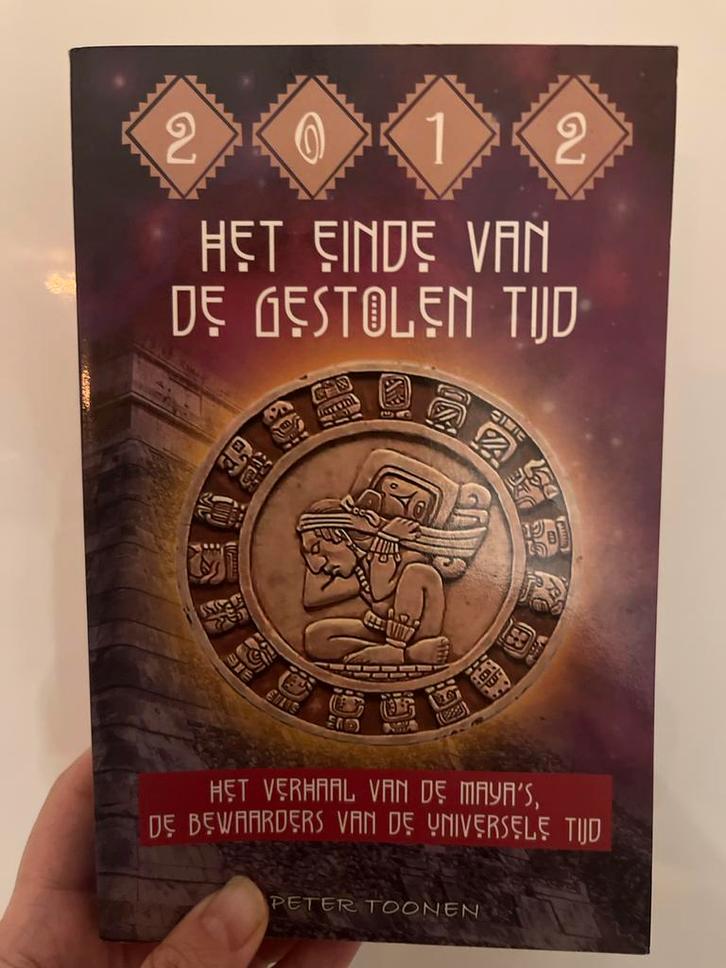 2012
HET EINDE VAN
DE GESTOLEN TIJD
HET VERHAAL VAN DE MAYA'S,
DE BEWAARDERS VAN DE UNIVERSELE TIJD
PETER TOONEN